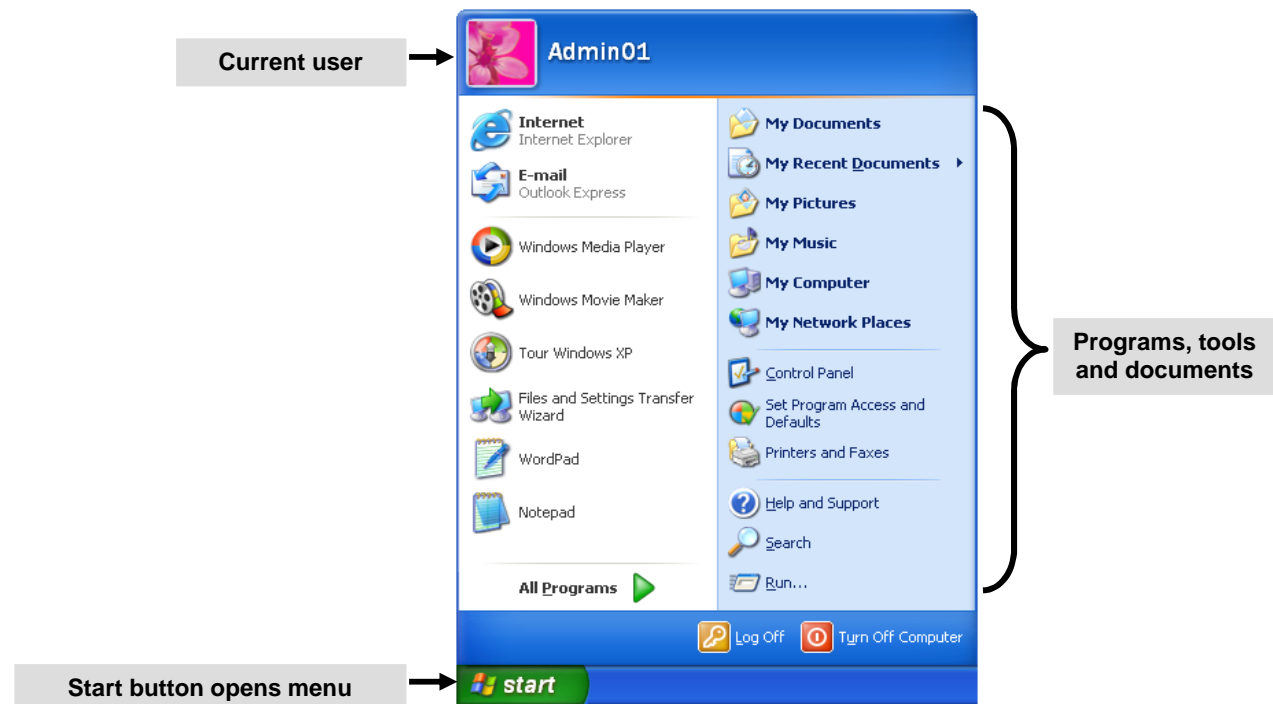 Current user
Admin01
Internet
Internet Explorer
E-mail
Outlook Express
Windows Media Player
Windows Movie Maker
Tour Windows XP
Files and Settings Transfer
Wizard
WordPad
Notepad
All Programs
My Documents
My Recent Documents
My Pictures
My Music
My Computer
My Network Places
Control Panel
Set Program Access and
Defaults
Printers and Faxes
Help and Support
Search
Run...
Programs, tools
and documents
Log Off
Turn Off Computer
Start button opens menu
start